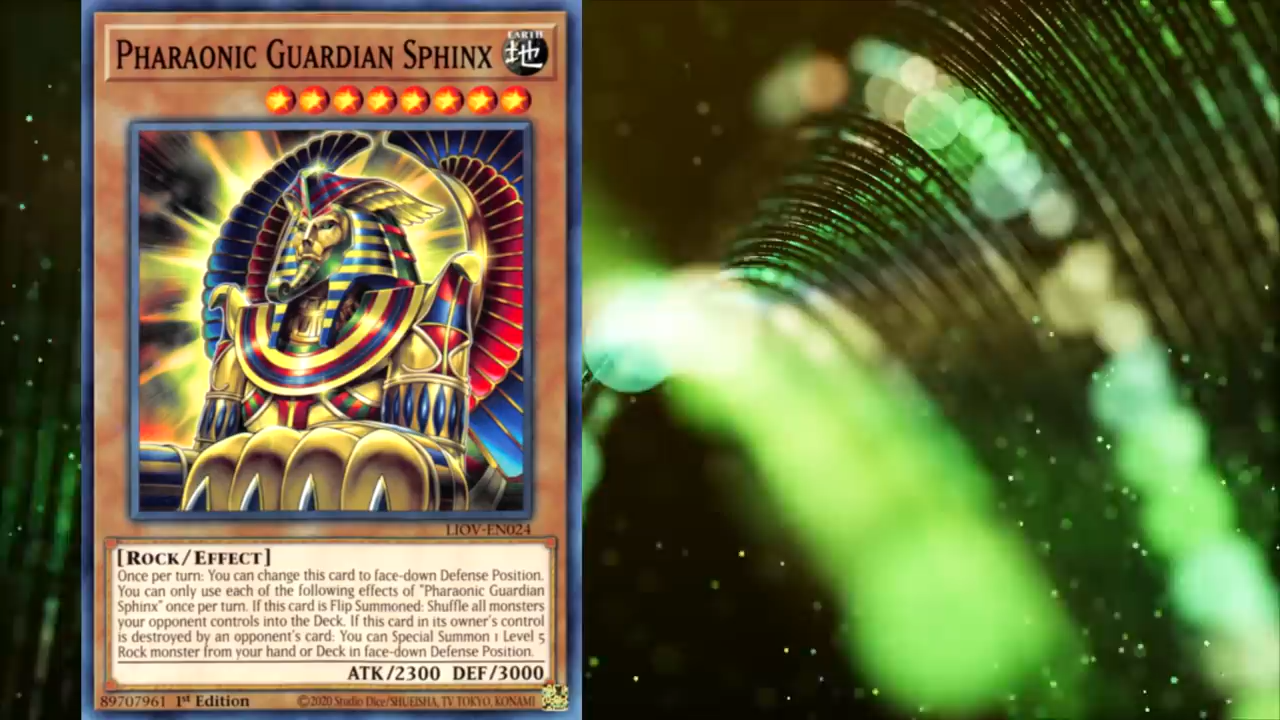 PHARAONIC GUARDIAN SPHINX
EARTH
地
LIOV-EN024
[ROCK/EFFECT]
Once per turn: You can change this card to face-down Defense Position.
You can only use each of the following effects of "Pharaonic Guardian
Sphinx" once per turn. If this card is Flip Summoned: Shuffle all monsters
your opponent controls into the Deck. If this card in its owner's control
is destroyed by an opponent's card: You can Special Summon 1 Level 5
Rock monster from your hand or Deck in face-down Defense Position.
ATK/2300 DEF/3000
89707961 1st Edition ©2020 Studio Dice/SHUEISHA, TV TOKYO, KONAMI